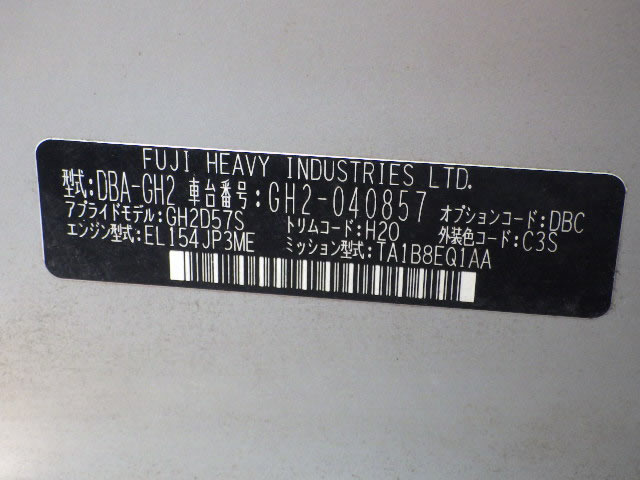 FUJI HEAVY INDUSTRIES LTD.
型式:DBA-GH2 車台番号:GH2-040857 オプションコード:DBC
アプライドモデル:GH2D57S トリムコード:H20 外装色コード:C3S
エンジン型式:EL154JP3ME ミッション型式:TA1B8EQ1AA